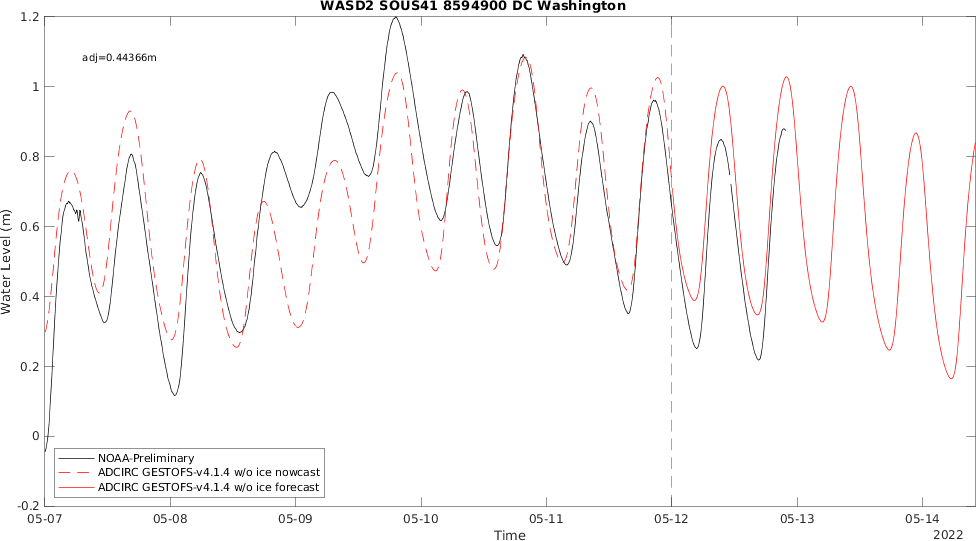 WASD2 SOUS41 8594900 DC Washington
1.2
adj=0.44366m
1
0.8
0.6
Water Level (m)
0.4
0.2
0
NOAA-Preliminary
ADCIRC GESTOFS-v4.1.4 w/o ice nowcast
ADCIRC GESTOFS-v4.1.4 w/o ice forecast
-0.2
05-07 05-08 05-09 05-10 05-11 05-12 05-13 05-14
Time
2022